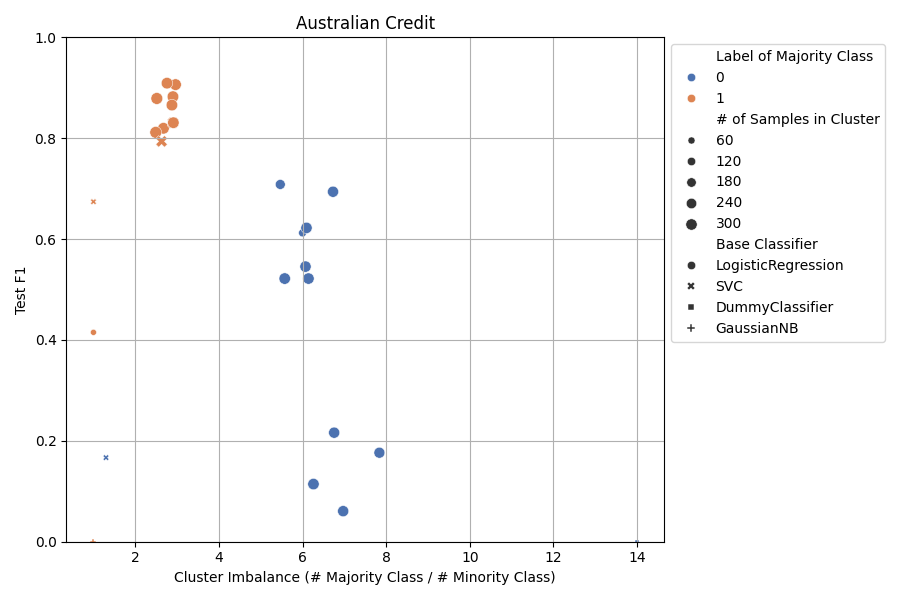 Australian Credit
Test F1
1.0
0.8
0.6
0.4
0.2
0.0
2
4
6
8
10
12
14
Cluster Imbalance (# Majority Class / # Minority Class)
Label of Majority Class
0
1
# of Samples in Cluster
60
120
180
240
300
Base Classifier
LogisticRegression
SVC
DummyClassifier
GaussianNB